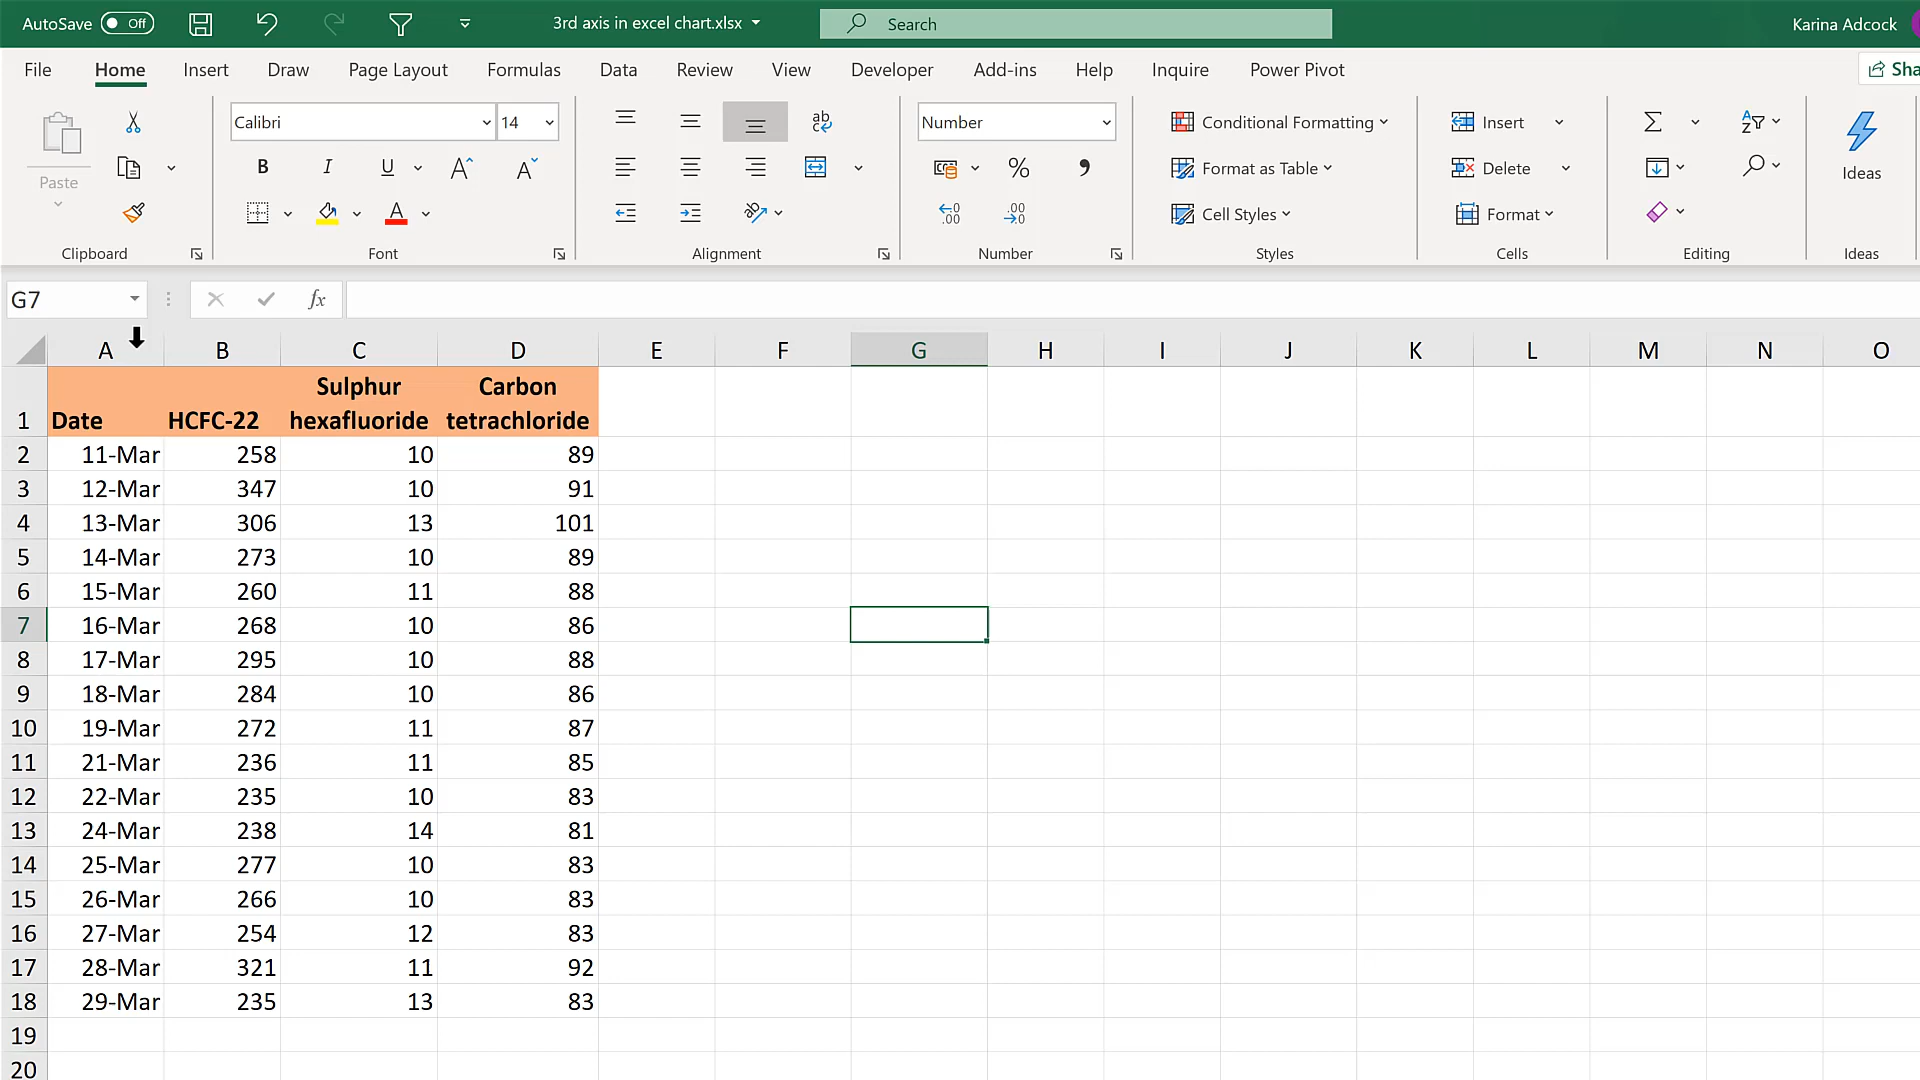 AutoSave Off 3rd axis in excel chart.xlsx Search Karina Adcock
File Home Insert Draw Page Layout Formulas Data Review View Developer Add-ins Help Inquire Power Pivot
Calibri 14 Number Conditional Formatting Insert
Paste B I U Format as Table Delete Ideas
Cell Styles Format
Clipboard Font Alignment Number Styles Cells Editing Ideas
G7 fx
A B C D E F G H I J K L M N O
1 Date HCFC-22 Sulphur hexafluoride Carbon tetrachloride
2 11-Mar 258 10 89
3 12-Mar 347 10 91
4 13-Mar 306 13 101
5 14-Mar 273 10 89
6 15-Mar 260 11 88
7 16-Mar 268 10 86
8 17-Mar 295 10 88
9 18-Mar 284 10 86
10 19-Mar 272 11 87
11 21-Mar 236 11 85
12 22-Mar 235 10 83
13 24-Mar 238 14 81
14 25-Mar 277 10 83
15 26-Mar 266 10 83
16 27-Mar 254 12 83
17 28-Mar 321 11 92
18 29-Mar 235 13 83
19
20